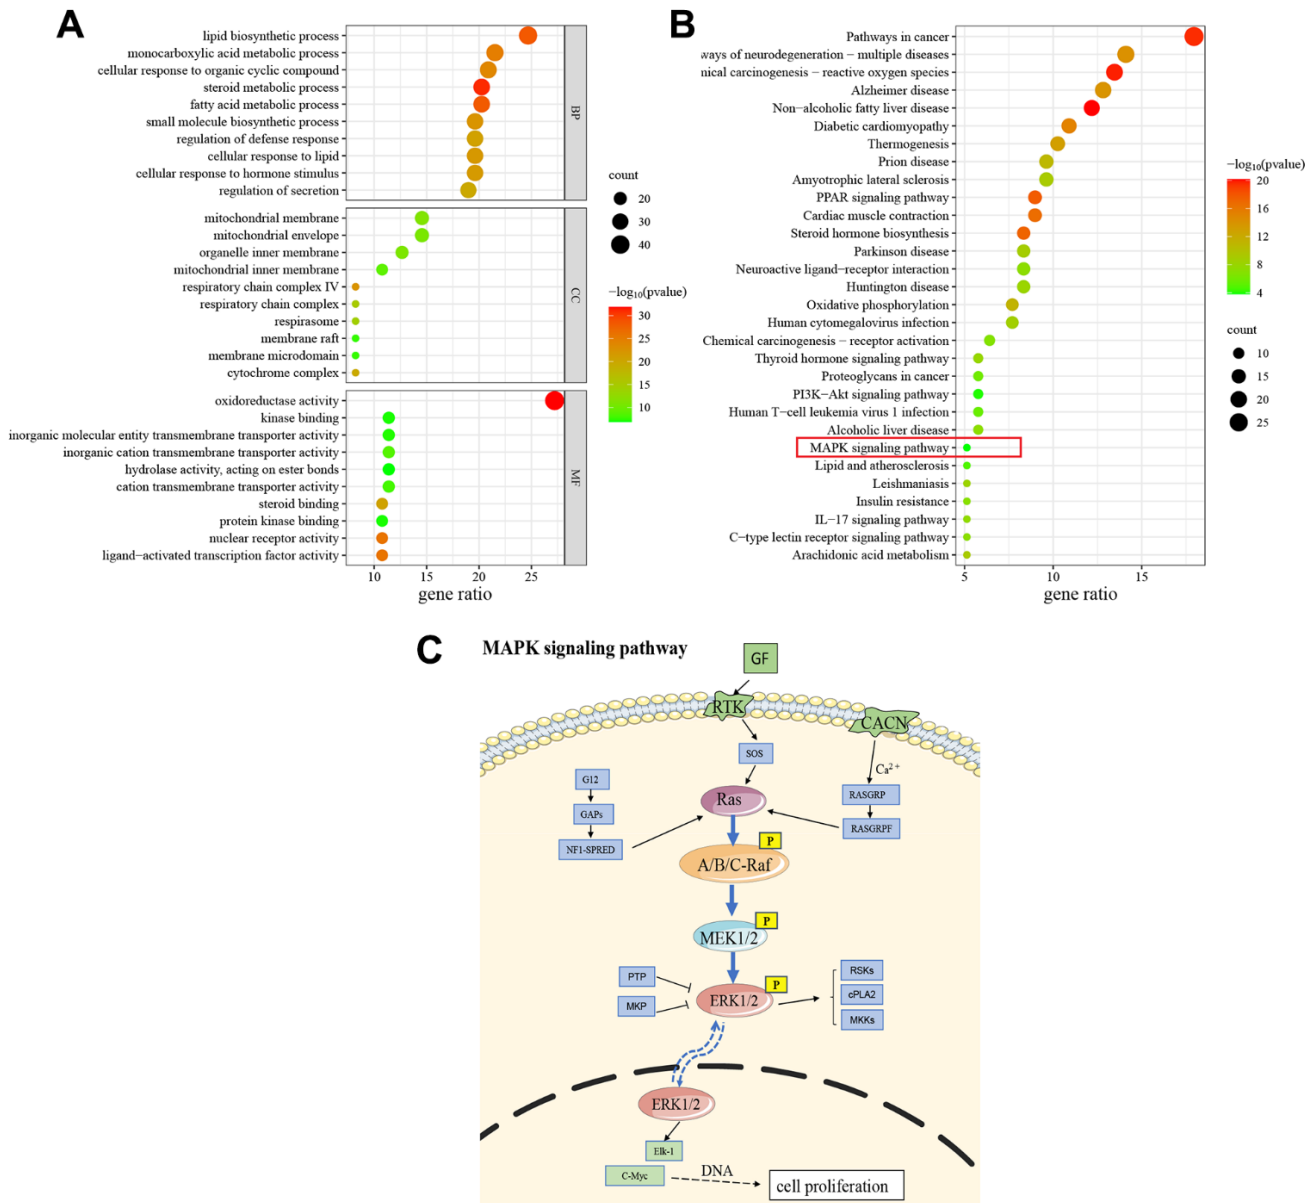 A
lipid biosynthetic process
monocarboxylic acid metabolic process
cellular response to organic cyclic compound
steroid metabolic process
fatty acid metabolic process
small molecule biosynthetic process
regulation of defense response
cellular response to lipid
cellular response to hormone stimulus
regulation of secretion
BP
mitochondrial membrane
mitochondrial envelope
organelle inner membrane
mitochondrial inner membrane
respiratory chain complex IV
respiratory chain complex
respirasome
membrane raft
membrane microdomain
cytochrome complex
CC
oxidoreductase activity
kinase binding
inorganic molecular entity transmembrane transporter activity
inorganic cation transmembrane transporter activity
hydrolase activity, acting on ester bonds
cation transmembrane transporter activity
steroid binding
protein kinase binding
nuclear receptor activity
ligand−activated transcription factor activity
MF
10 15 20 25
gene ratio
count
20
30
40
−log10(pvalue)
30
25
20
15
10
B
Pathways in cancer
ways of neurodegeneration − multiple diseases
nical carcinogenesis − reactive oxygen species
Alzheimer disease
Non−alcoholic fatty liver disease
Diabetic cardiomyopathy
Thermogenesis
Prion disease
Amyotrophic lateral sclerosis
PPAR signaling pathway
Cardiac muscle contraction
Steroid hormone biosynthesis
Parkinson disease
Neuroactive ligand−receptor interaction
Huntington disease
Oxidative phosphorylation
Human cytomegalovirus infection
Chemical carcinogenesis − receptor activation
Thyroid hormone signaling pathway
Proteoglycans in cancer
PI3K−Akt signaling pathway
Human T−cell leukemia virus 1 infection
Alcoholic liver disease
MAPK signaling pathway
Lipid and atherosclerosis
Leishmaniasis
Insulin resistance
IL−17 signaling pathway
C−type lectin receptor signaling pathway
Arachidonic acid metabolism
5 10 15
gene ratio
−log10(pvalue)
20
16
12
8
4
count
10
15
20
25
C
MAPK signaling pathway
GF
RTK
CACN
SOS
Ca2+
G12
GAPs
NF1-SPRED
Ras
RASGRP
RASGRPF
P
A/B/C-Raf
P
MEK1/2
PTP
MKP
P
ERK1/2
RSKs
cPLA2
MKKs
ERK1/2
Elk-1
C-Myc
DNA
cell proliferation